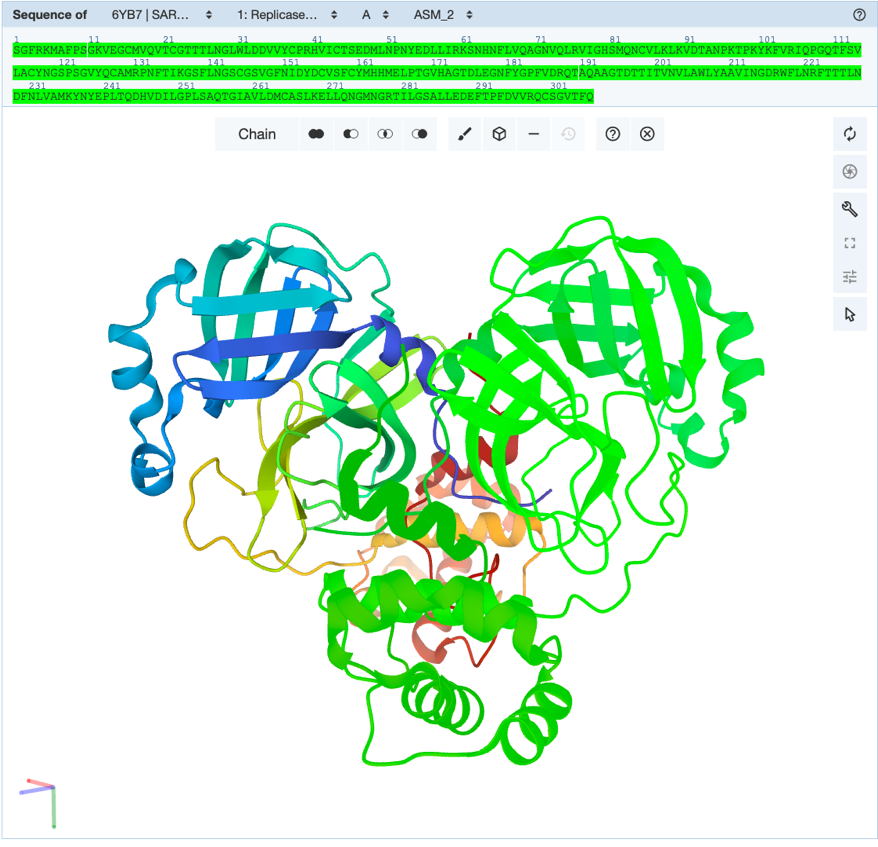 Sequence of 6YB7 | SAR... 1: Replicase... A ASM_2
1 11 21 31 41 51 61 71 81 91 101 111
SGFRKMAFPSGKVEGCMVQVTCGTTTLNGLWLDDVVYCPRHVICTSEDMLNPNYEDLLIRKSNHNFLVQAGNVQLRVIGHSMQNCVLKLKVDTANPKTPKYKFVRIQPGQTFSV
121 131 141 151 161 171 181 191 201 211 221
LACYNGSPSGVYQCAMRPNFTIKGSFLNGSCGSVGFNIDYDCVSFCYMHHMELPTGVHAGTDLEGNFYGPFVDRQTAQAAGTDTTITVNVLAWLYAAVINGDRWFLNRFTTTLN
231 241 251 261 271 281 291 301
DFNLVAMKYNYEPLTQDHVDILGPLSAQTGIAVLDMCASLKELLQNGMNGRTILGSALLEDEFTPFDVVRQCSGVTFQ
Chain